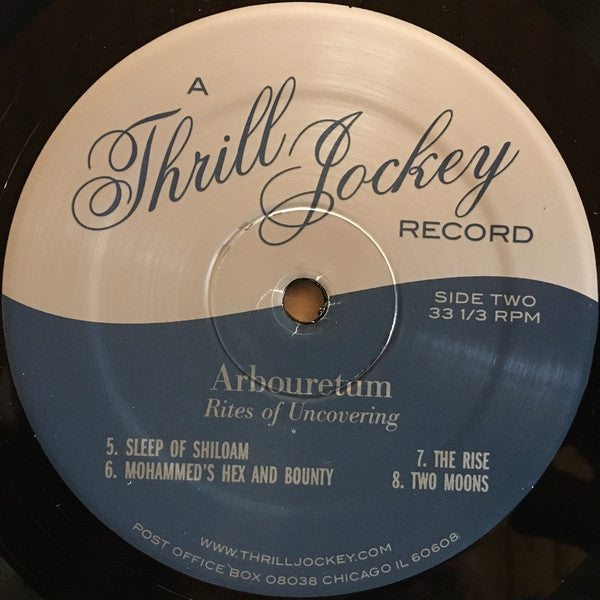 A
Thrill Jockey
RECORD
SIDE TWO
33 1/3 RPM
Arbouretum
Rites of Uncovering
5. SLEEP OF SHILOAM
6. MOHAMMED'S HEX AND BOUNTY
7. THE RISE
8. TWO MOONS
WWW.THRILLJOCKEY.COM
POST OFFICE BOX 08038 CHICAGO IL 60608